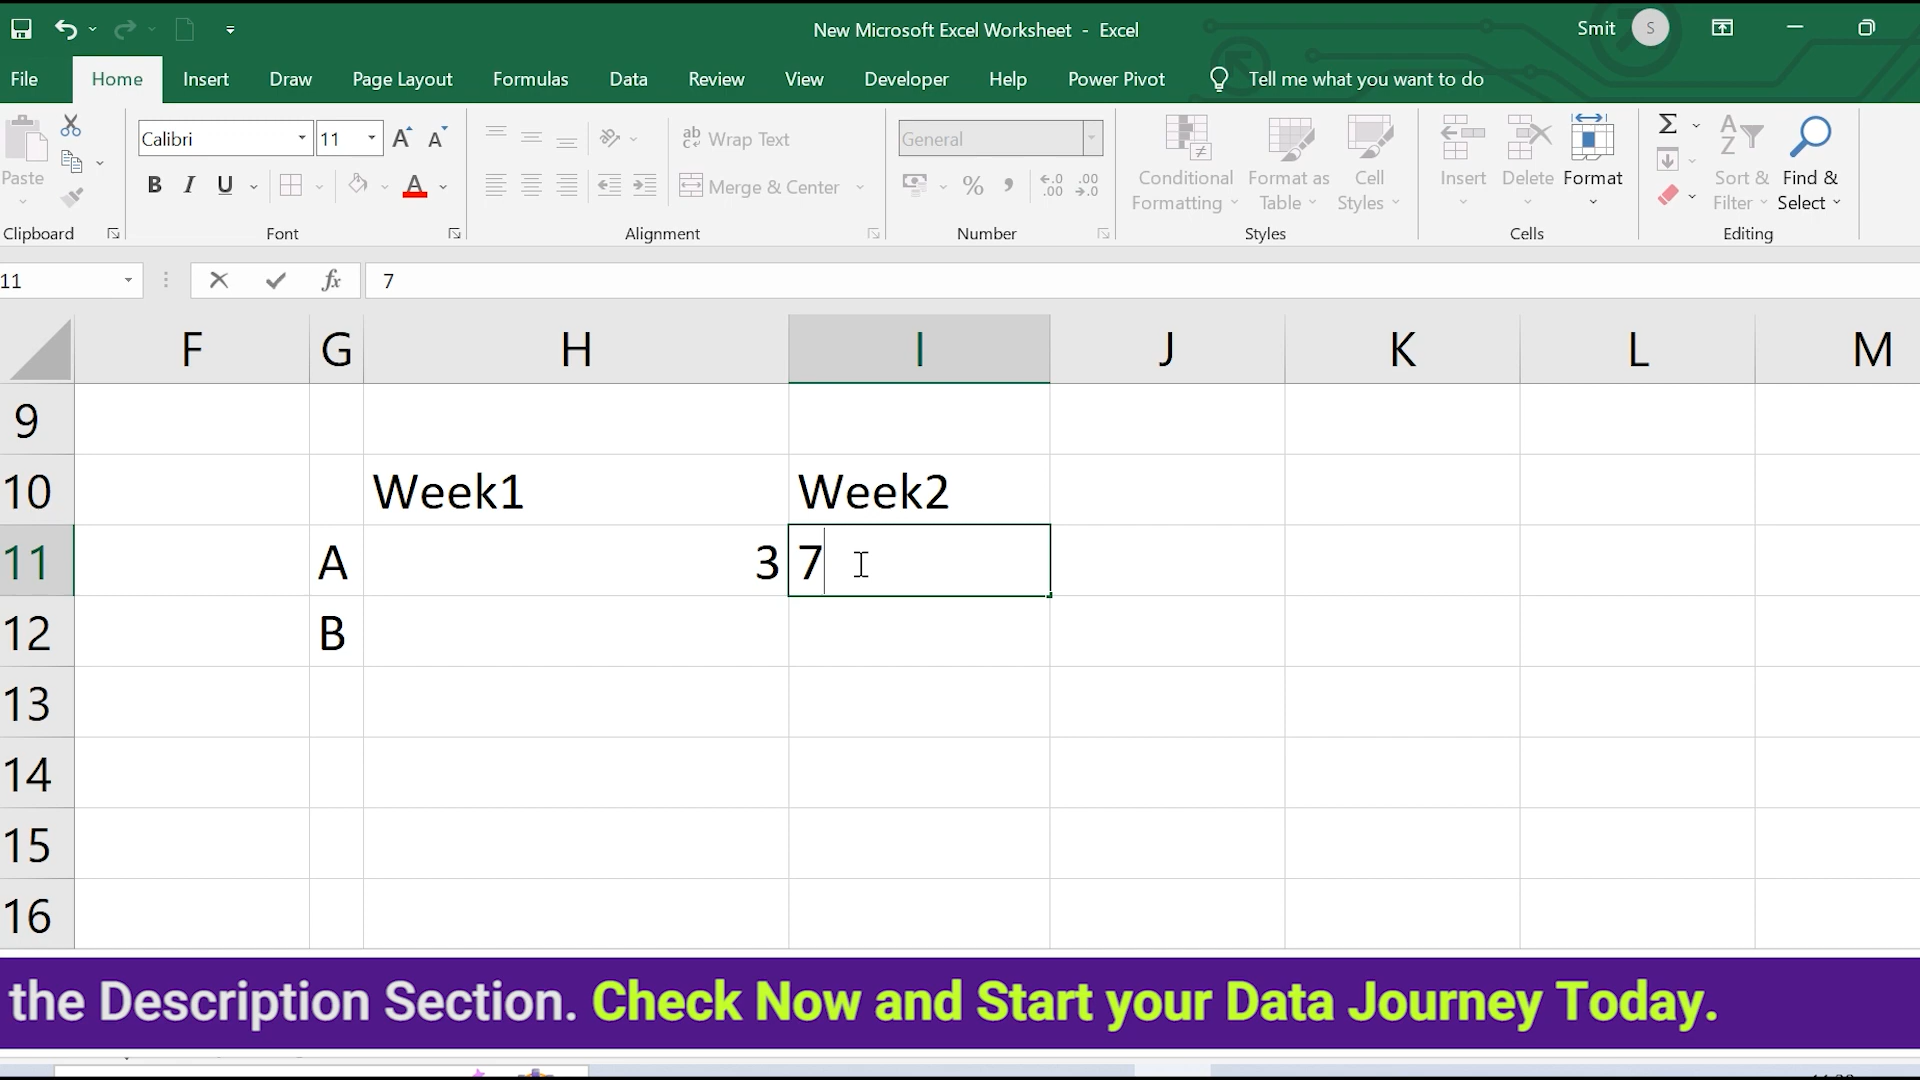 New Microsoft Excel Worksheet - Excel
Smit S
File Home Insert Draw Page Layout Formulas Data Review View Developer Help Power Pivot Tell me what you want to do
Paste
Calibri 11 A A
B I U A
ab Wrap Text
Merge & Center
General
% ,
Conditional Formatting
Format as Table
Cell Styles
Insert Delete Format
Sort & Filter
Find & Select
Clipboard Font Alignment Number Styles Cells Editing
11 fx 7
F G H I J K L M
9
10 Week1 Week2
11 A 3 7
12 B
13
14
15
16
the Description Section. Check Now and Start your Data Journey Today.